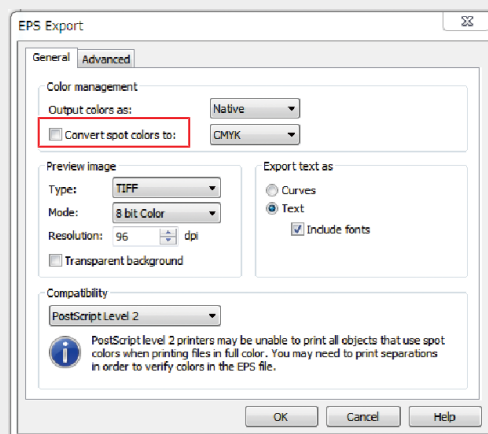 EPS Export
General Advanced
Color management
Output colors as: Native
Convert spot colors to: CMYK
Preview image
Type: TIFF
Mode: 8-bit Color
Resolution: 96 dpi
Transparent background
Export text as
Curves
Text
Include fonts
Compatibility
PostScript Level 2
PostScript level 2 printers may be unable to print all objects that use spot
colors when printing files in full color. You may need to print separations
in order to verify colors in the EPS file.
OK Cancel Help